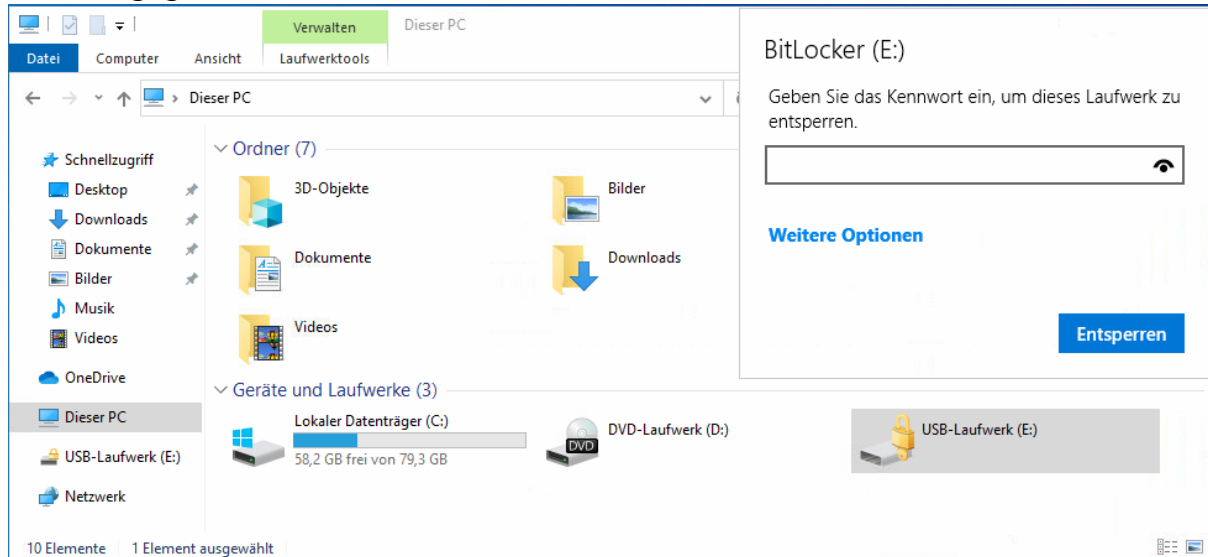 Verwalten
Dieser PC
Datei
Computer
Ansicht
Laufwerktools
Dieser PC
Schnellzugriff
Desktop
Downloads
Dokumente
Bilder
Musik
Videos
OneDrive
Dieser PC
USB-Laufwerk (E:)
Netzwerk
Ordner (7)
3D-Objekte
Bilder
Dokumente
Downloads
Videos
Geräte und Laufwerke (3)
Lokaler Datenträger (C:)
58,2 GB frei von 79,3 GB
DVD
DVD-Laufwerk (D:)
USB-Laufwerk (E:)
10 Elemente
1 Element ausgewählt
BitLocker (E:)
Geben Sie das Kennwort ein, um dieses Laufwerk zu
entsperren.
Weitere Optionen
Entsperren